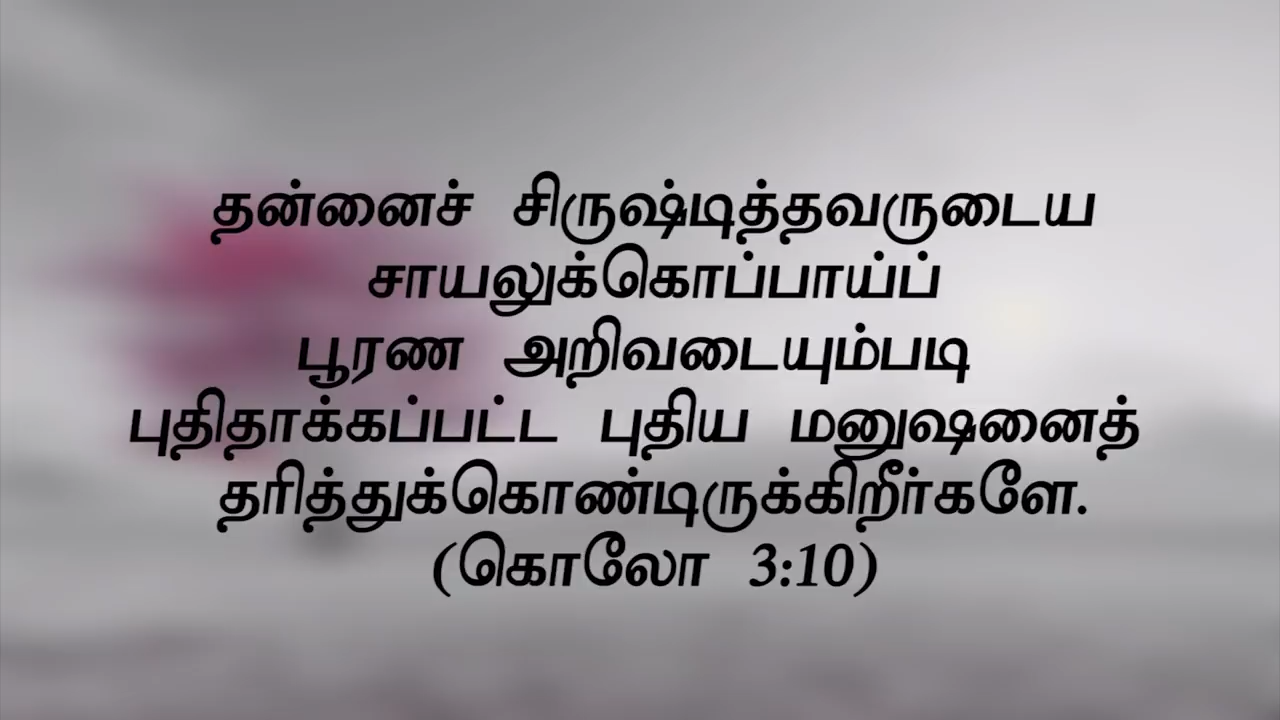 தன்னைச் சிருஷ்டித்தவருடைய
சாயலுக்கொப்பாய்ப்
பூரண அறிவடையும்படி
புதிதாக்கப்பட்ட புதிய மனுஷனைத்
தரித்துக்கொண்டிருக்கிறீர்களே.
(கொலோ 3:10)